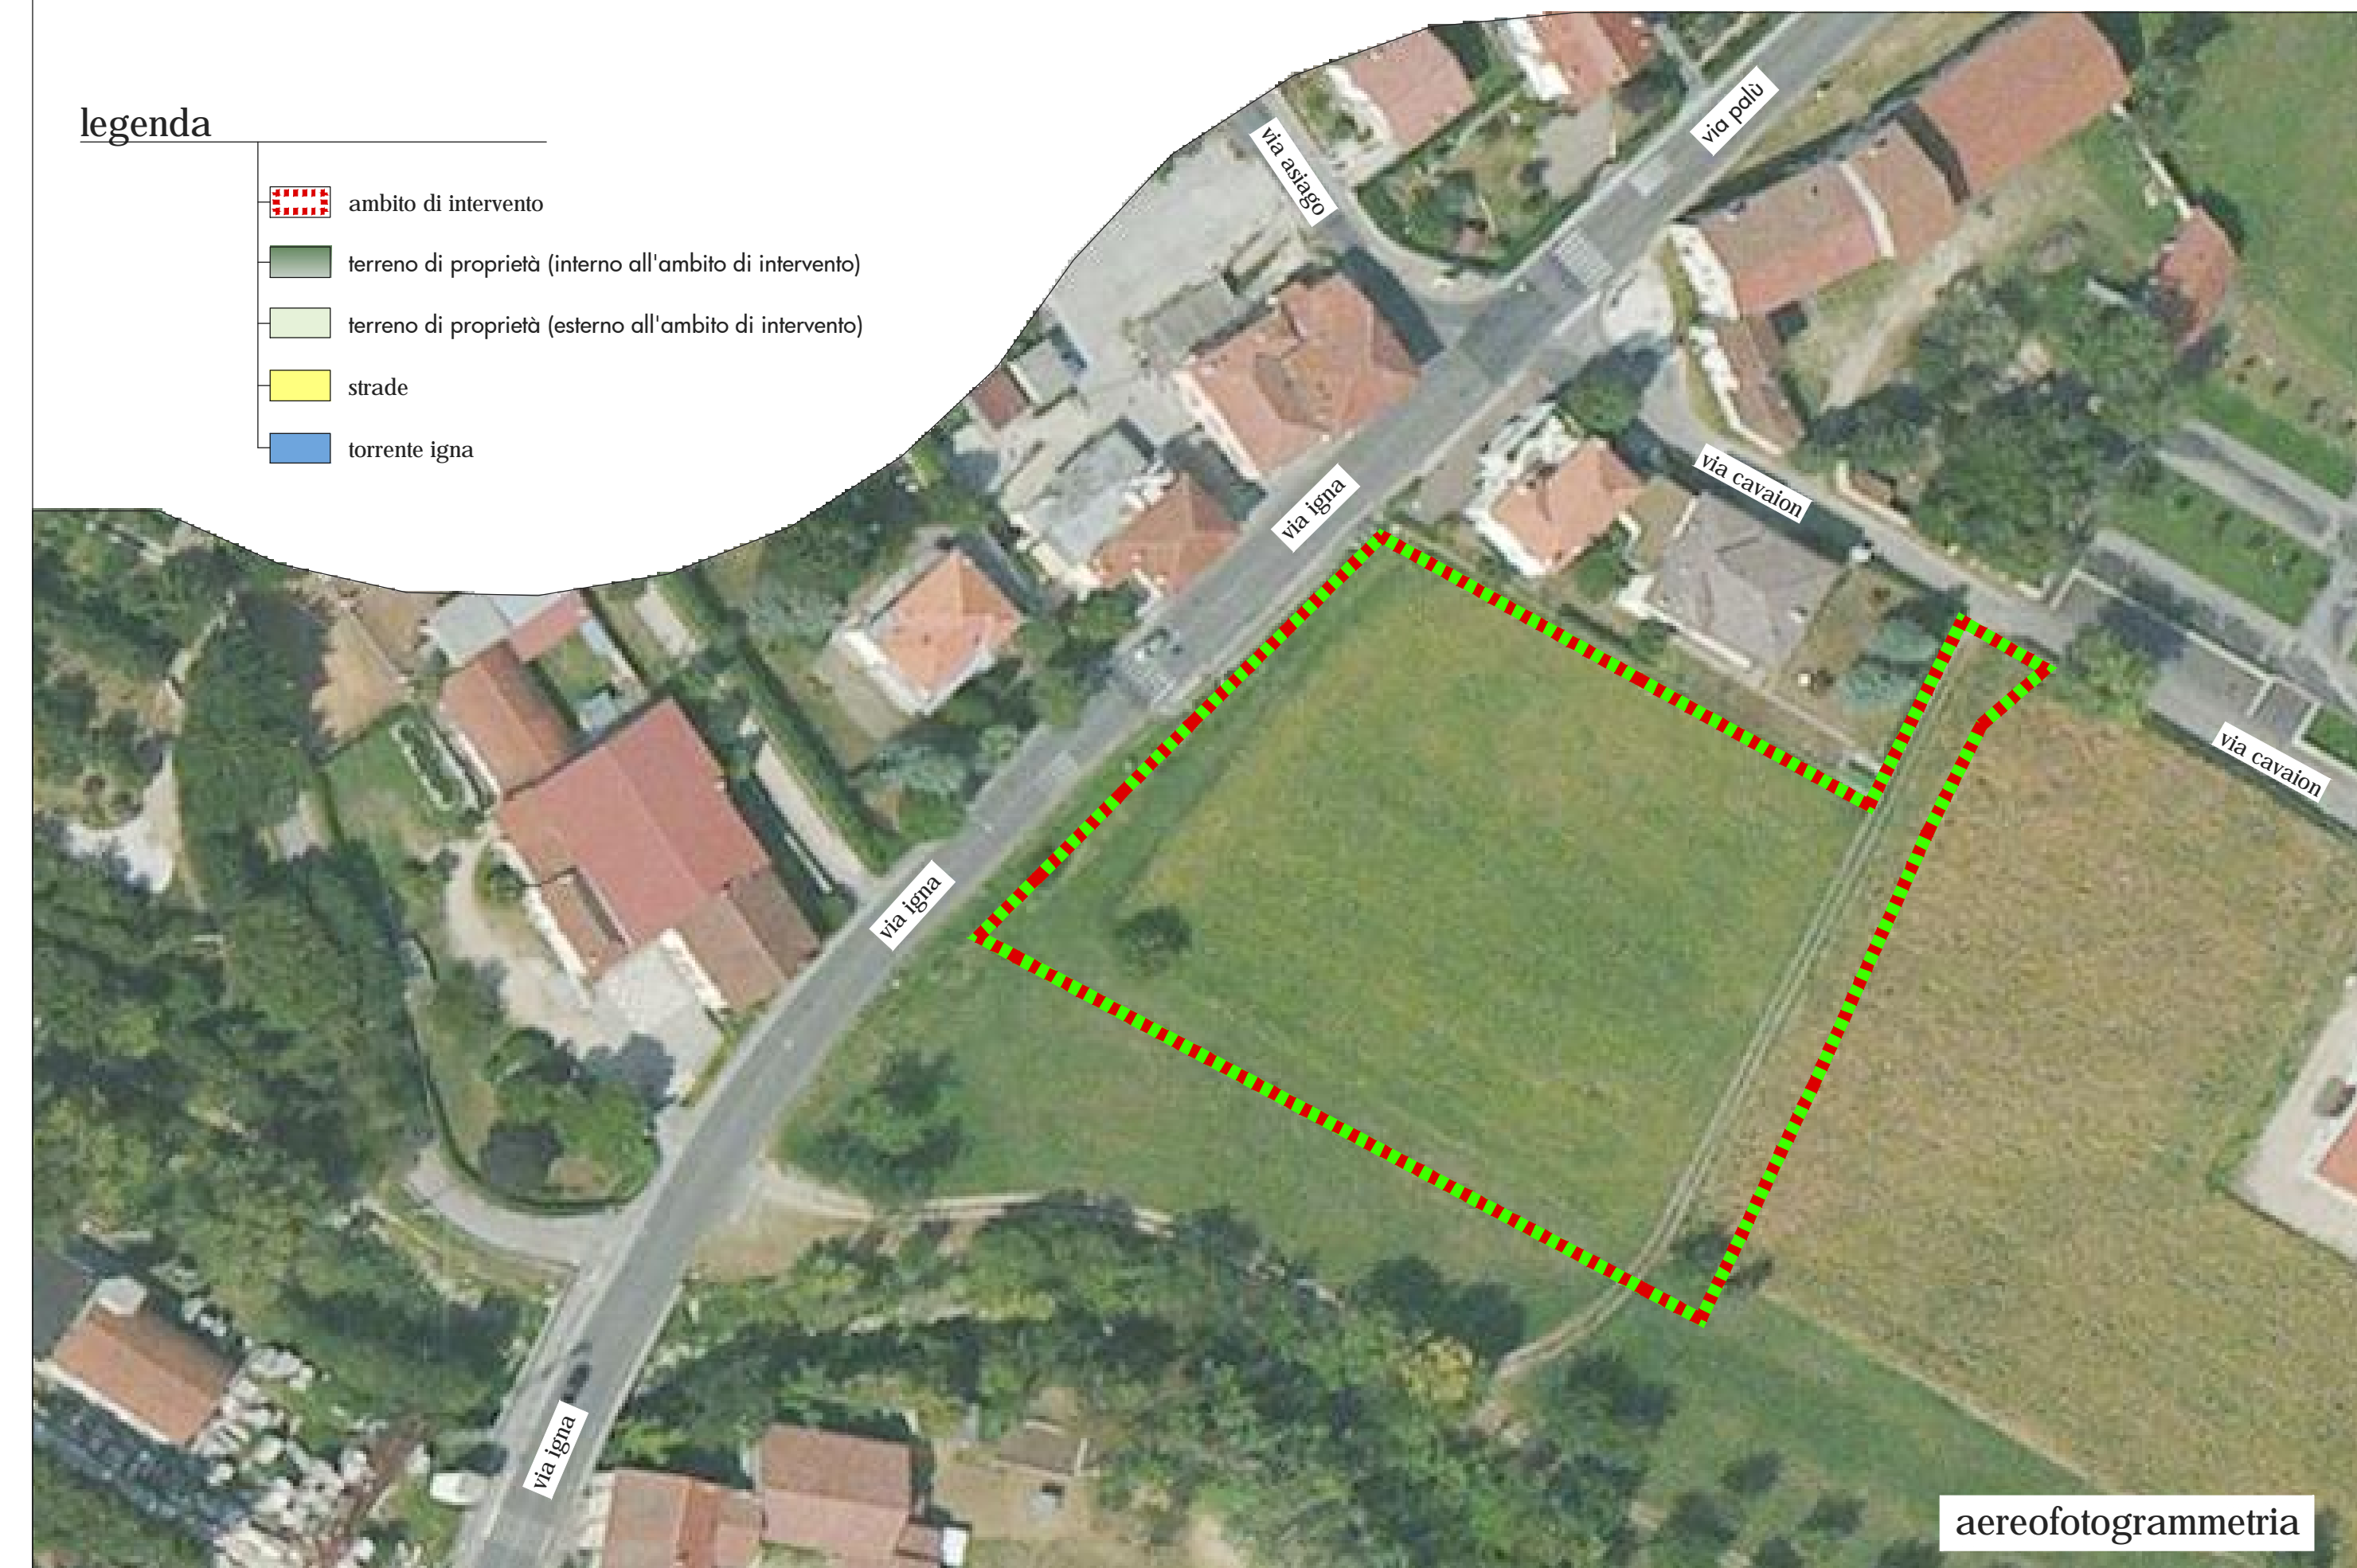 legenda
ambito di intervento
terreno di proprietà (interno all'ambito di intervento)
terreno di proprietà (esterno all'ambito di intervento)
strade
torrente igna
via asiago
via palù
via igna
via cavaion
via cavaion
via igna
via igna
aereofotogrammetria